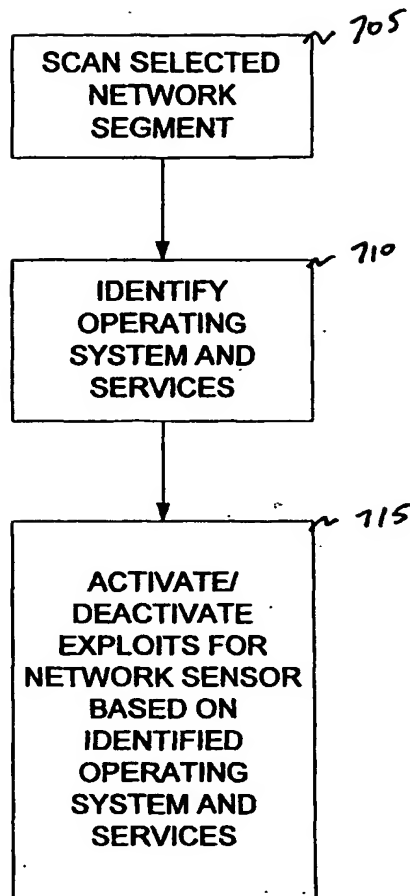 705
SCAN SELECTED
NETWORK
SEGMENT
710
IDENTIFY
OPERATING
SYSTEM AND
SERVICES
715
ACTIVATE/
DEACTIVATE
EXPLOITS FOR
NETWORK SENSOR
BASED ON
IDENTIFIED
OPERATING
SYSTEM AND
SERVICES